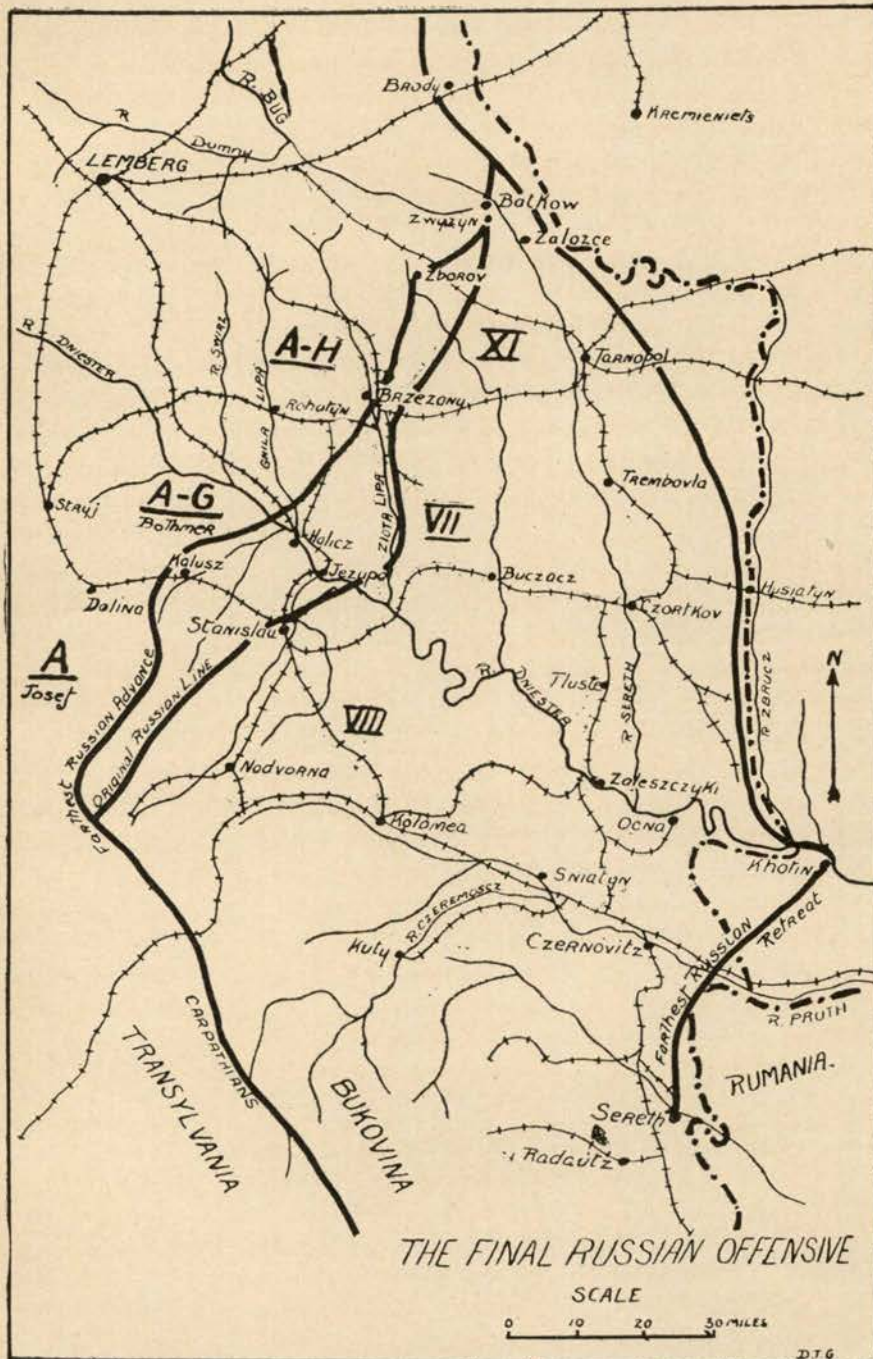 Brody
Kremieniets
R. BUG
R
Dumny
LEMBERG
Batkow
ZWYZYN
Zalozce
Zborov
R. SWIRZ
GNILA LIPA
R DNIESTER
A-H
XI
Tarnopol
Brzezony
Rohatyn
Trembovla
Stryj
A-G
Bothmer
ZLOTA LIPA
VII
Halicz
Kalusz
Jezupol
Buczacz
Husiatyn
Dolina
Czortkov
Stanislau
A
Josef
FARTHEST RUSSIAN ADVANCE
ORIGINAL RUSSIAN LINE
R. DNIESTER
Tluste
R SERETH
R ZBRUCZ
N
VIII
Nadvorna
Zaleszczyki
Kolomea
Ocna
Khotin
Sniatyn
R. CZEREMOSCZ
Kuty
Czernovitz
FARTHEST RUSSIAN
RETREAT
CARPATHIANS
R. PRUTH
TRANSYLVANIA
BUKOVINA
RUMANIA.
Sereth
Radautz
THE FINAL RUSSIAN OFFENSIVE
SCALE
0 10 20 30 MILES
D.T.G